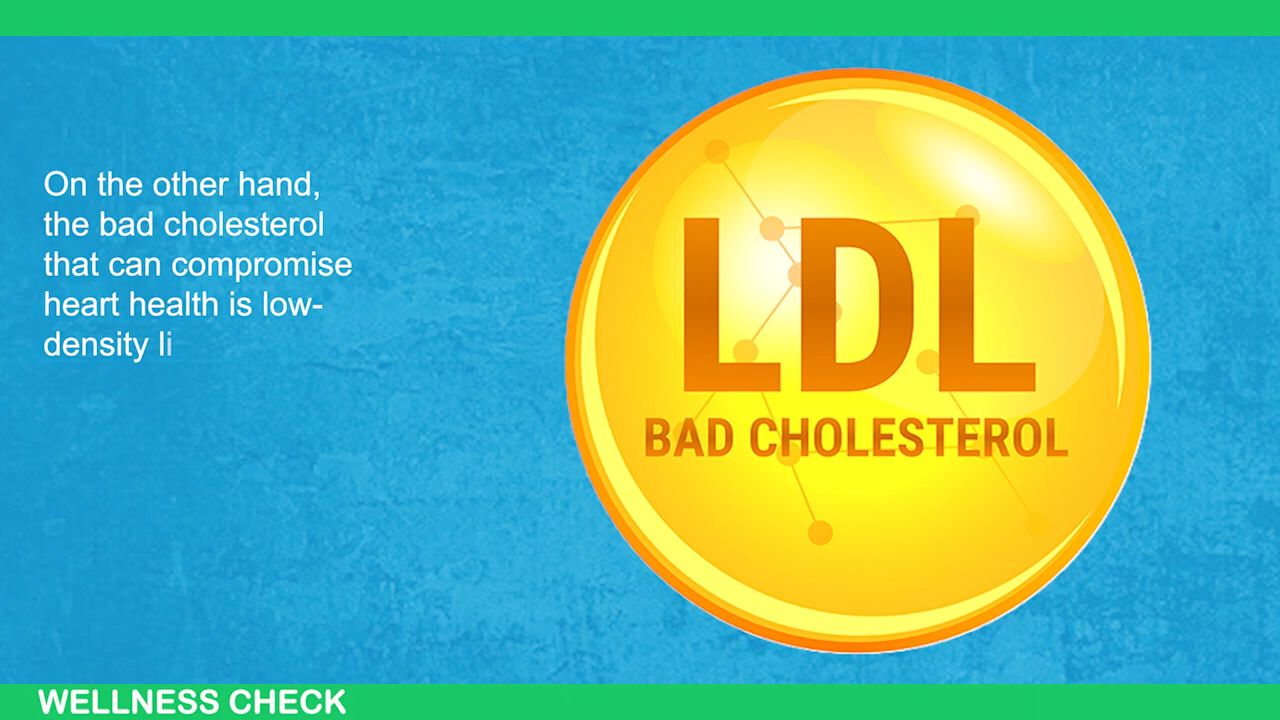 On the other hand,
the bad cholesterol
that can compromise
heart health is low-
density li
LDL
BAD CHOLESTEROL
WELLNESS CHECK